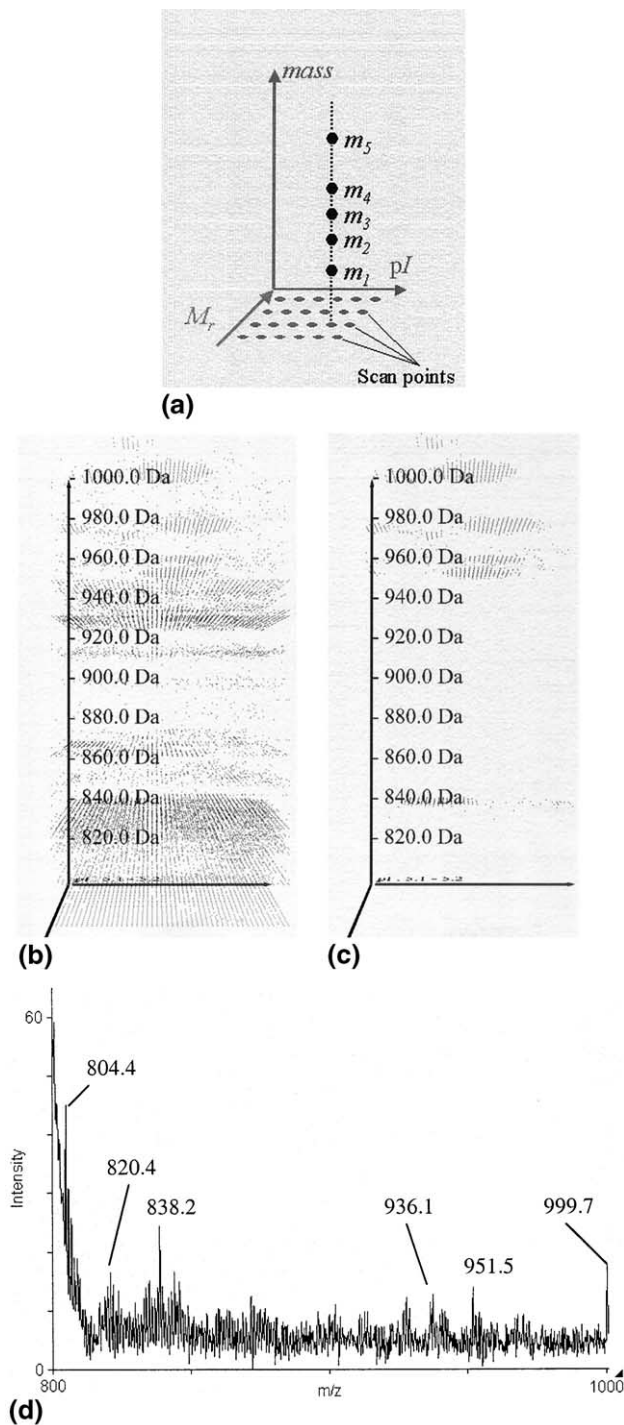 mass
m5
m4
m3
m2
m1
pI
Mr
Scan points
(a)
1000.0 Da
980.0 Da
960.0 Da
940.0 Da
920.0 Da
900.0 Da
880.0 Da
860.0 Da
840.0 Da
820.0 Da
(b)
1000.0 Da
980.0 Da
960.0 Da
940.0 Da
920.0 Da
900.0 Da
880.0 Da
860.0 Da
840.0 Da
820.0 Da
(c)
60
804.4
820.4
838.2
936.1
951.5
999.7
Intensity
0
800
m/z
1000
(d)